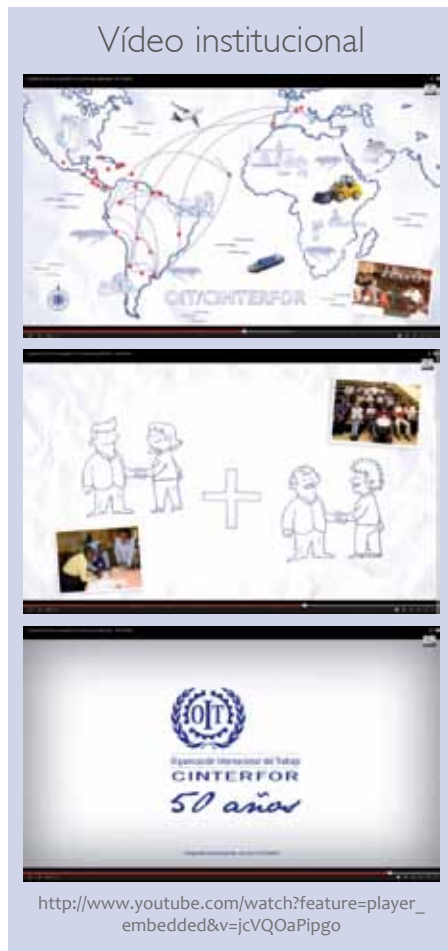 Vídeo institucional
OIT/CINTERFOR
OIT
Organización Internacional del Trabajo
CINTERFOR
50 años
http://www.youtube.com/watch?feature=player_
embedded&v=jcVQOaPipgo